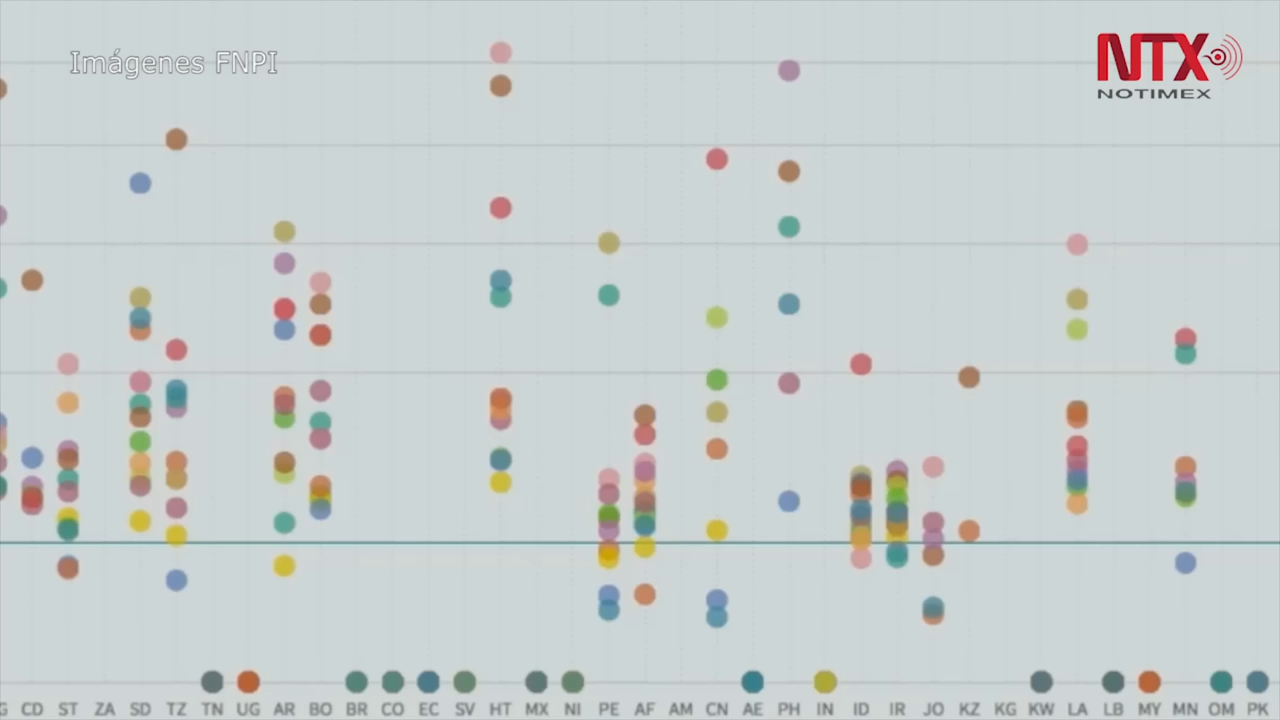 Imágenes FNPI
NTX
NOTIMEX
CD ST ZA SD TZ TN UG AR BO BR CO EC SV HT MX NI PE AF AM CN AE PH IN ID IR JO KZ KG KW LA LB MY MN OM PK